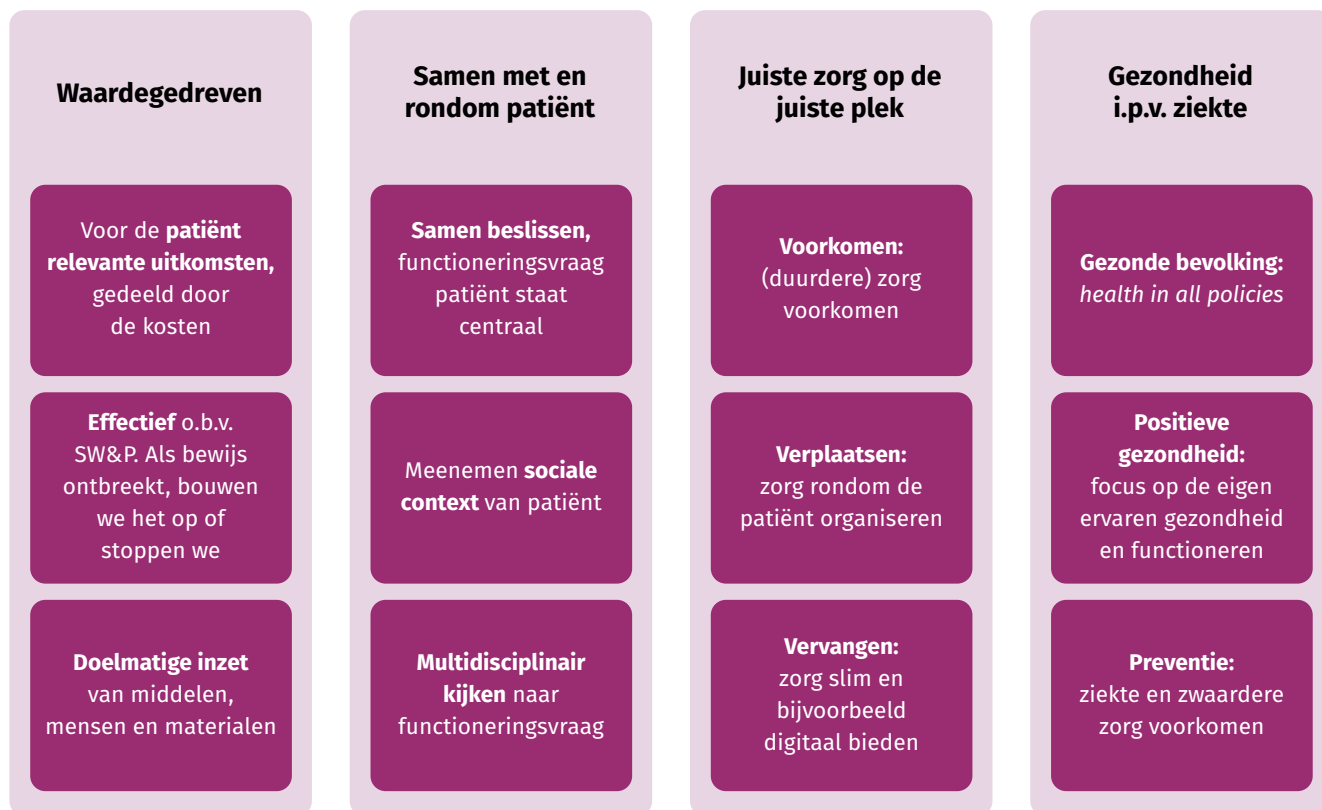 Waardegedreven
Voor de patiënt
relevante uitkomsten,
gedeeld door
de kosten
Effectief o.b.v.
SW&P. Als bewijs
ontbreekt, bouwen
we het op of
stoppen we
Doelmatige inzet
van middelen,
mensen en materialen
Samen met en
rondom patiënt
Samen beslissen,
functioneringsvraag
patiënt staat
centraal
Meenemen sociale
context van patiënt
Multidisciplinair
kijken naar
functioneringsvraag
Juiste zorg op de
juiste plek
Voorkomen:
(duurdere) zorg
voorkomen
Verplaatsen:
zorg rondom de
patiënt organiseren
Vervangen:
zorg slim en
bijvoorbeeld
digitaal bieden
Gezondheid
i.p.v. ziekte
Gezonde bevolking:
health in all policies
Positieve
gezondheid:
focus op de eigen
ervaren gezondheid
en functioneren
Preventie:
ziekte en zwaardere
zorg voorkomen